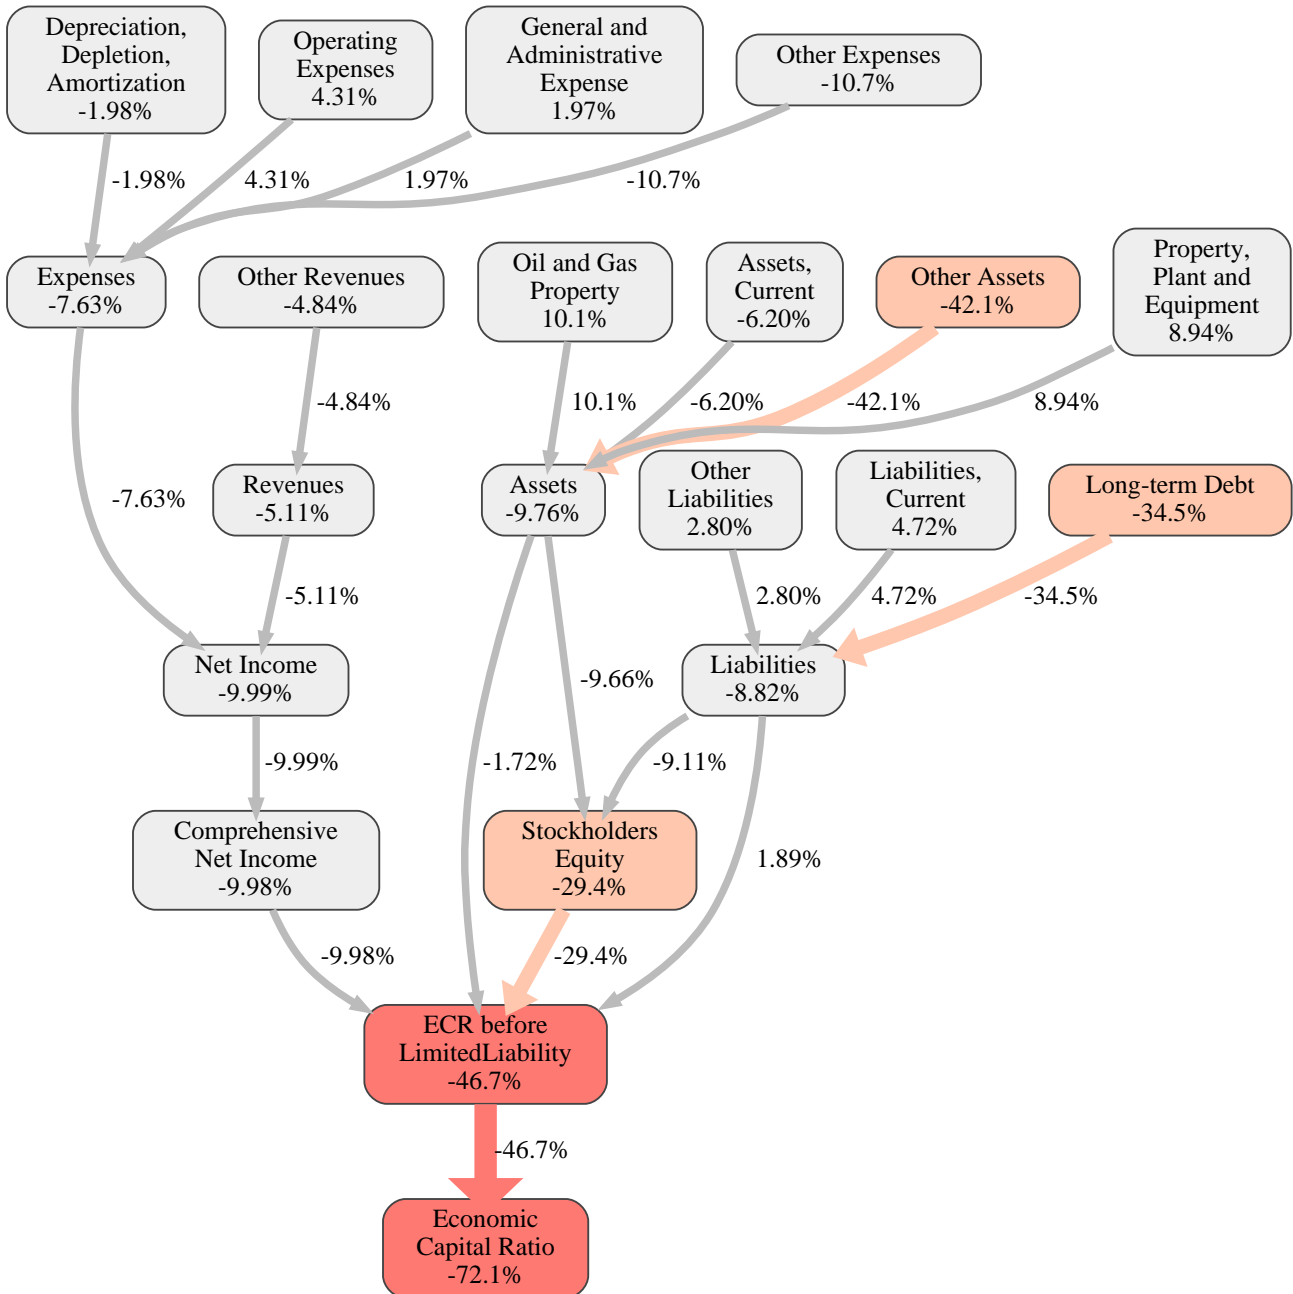 Depreciation,
Depletion,
Amortization
-1.98%
Operating
Expenses
4.31%
General and
Administrative
Expense
1.97%
Other Expenses
-10.7%
-1.98%
4.31%
1.97%
-10.7%
Expenses
-7.63%
Other Revenues
-4.84%
Oil and Gas
Property
10.1%
Assets,
Current
-6.20%
Other Assets
-42.1%
Property,
Plant and
Equipment
8.94%
-4.84%
10.1%
-6.20%
-42.1%
8.94%
-7.63%
Revenues
-5.11%
Assets
-9.76%
Other
Liabilities
2.80%
Liabilities,
Current
4.72%
Long-term Debt
-34.5%
-5.11%
2.80%
4.72%
-34.5%
Net Income
-9.99%
-9.66%
Liabilities
-8.82%
-9.99%
-1.72%
-9.11%
Comprehensive
Net Income
-9.98%
Stockholders
Equity
-29.4%
1.89%
-9.98%
-29.4%
ECR before
LimitedLiability
-46.7%
-46.7%
Economic
Capital Ratio
-72.1%